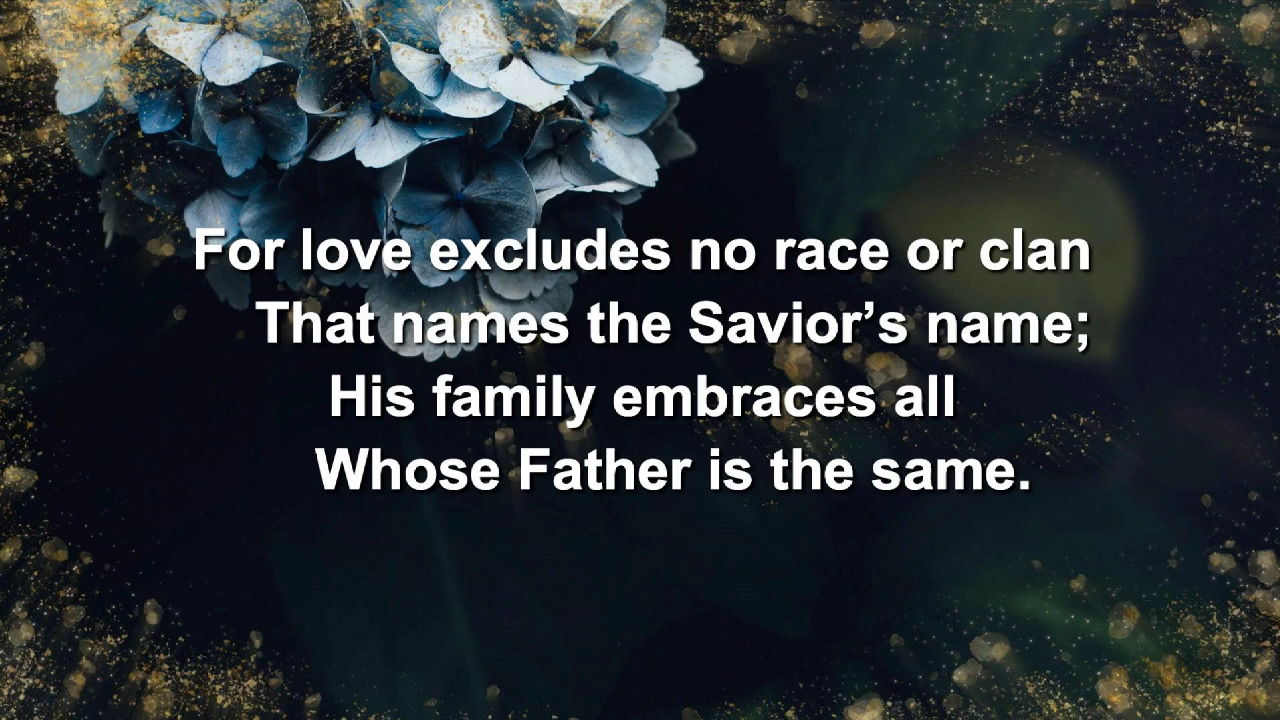 For love excludes no race or clan
That names the Savior’s name;
His family embraces all
Whose Father is the same.